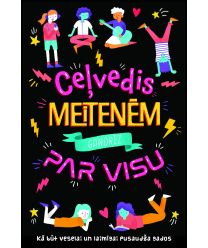 Ceļvedis
MEITENĒM
GANDRĪZ
PAR VISU
Kā būt veselai un laimīgai pusaudža gados